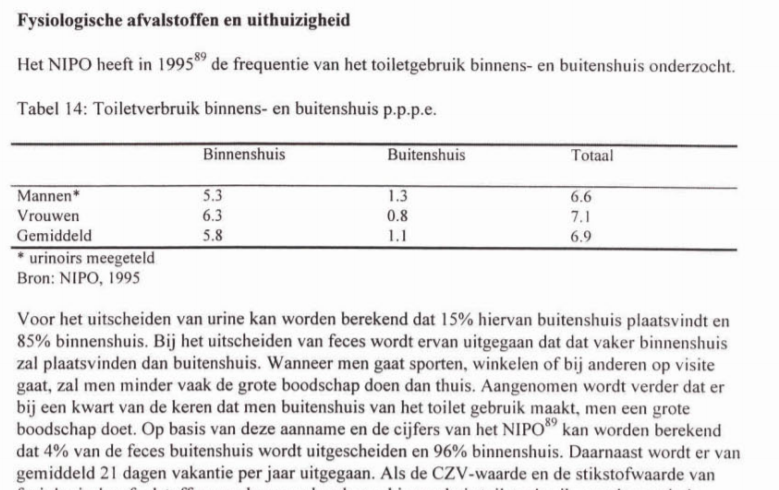 Fysiologische afvalstoffen en uithuizigheid
Het NIPO heeft in 1995⁸⁹ de frequentie van het toiletgebruik binnens- en buitenshuis onderzocht.
Tabel 14: Toiletverbruik binnens- en buitenshuis p.p.p.e.
Binnenshuis Buitenshuis Totaal
Mannen* 5.3 1.3 6.6
Vrouwen 6.3 0.8 7.1
Gemiddeld 5.8 1.1 6.9
* urinoirs meegeteld
Bron: NIPO, 1995
Voor het uitscheiden van urine kan worden berekend dat 15% hiervan buitenshuis plaatsvindt en
85% binnenshuis. Bij het uitscheiden van feces wordt ervan uitgegaan dat dat vaker binnenshuis
zal plaatsvinden dan buitenshuis. Wanneer men gaat sporten, winkelen of bij anderen op visite
gaat, zal men minder vaak de grote boodschap doen dan thuis. Aangenomen wordt verder dat er
bij een kwart van de keren dat men buitenshuis van het toilet gebruik maakt, men een grote
boodschap doet. Op basis van deze aanname en de cijfers van het NIPO⁸⁹ kan worden berekend
dat 4% van de feces buitenshuis wordt uitgescheiden en 96% binnenshuis. Daarnaast wordt er van
gemiddeld 21 dagen vakantie per jaar uitgegaan. Als de CZV-waarde en de stikstofwaarde van